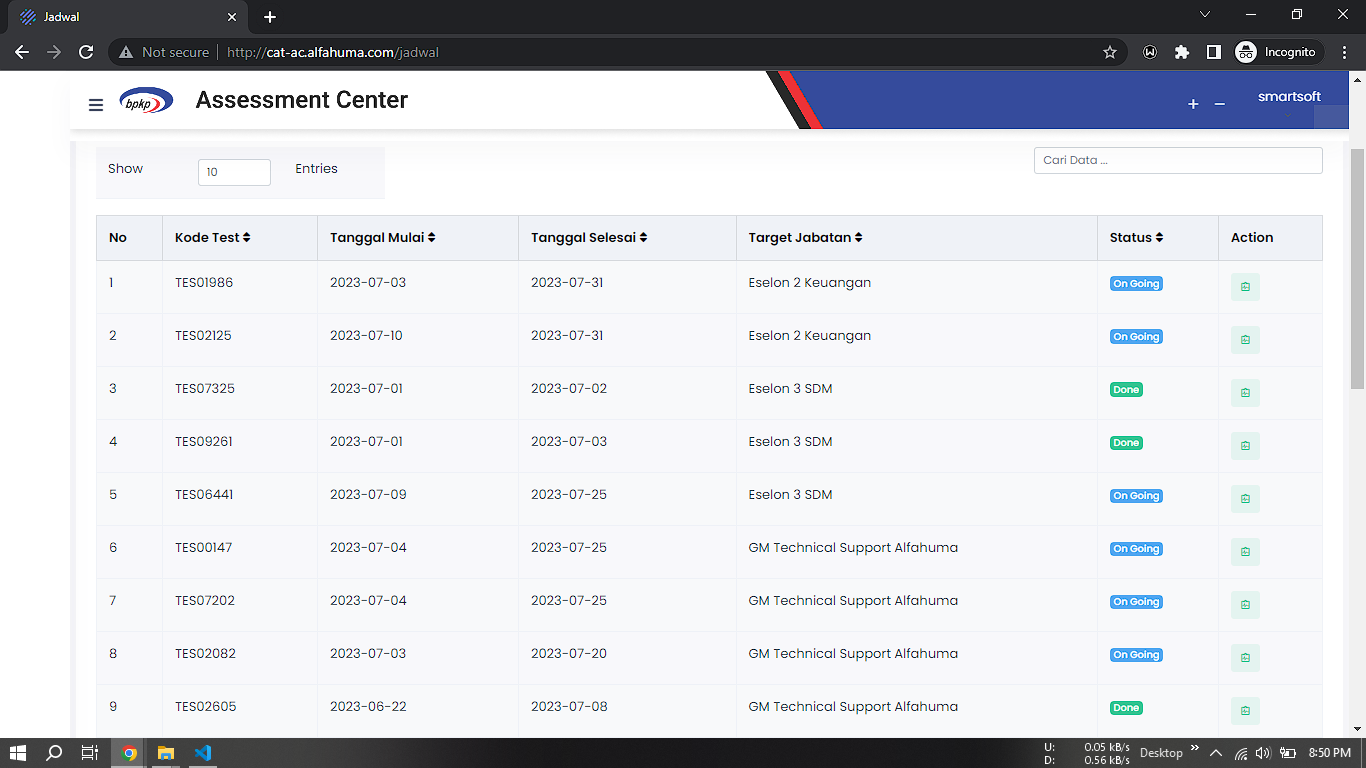 Jadwal
Not secure http://cat-ac.alfahuma.com/jadwal Incognito
bpkp Assessment Center smartsoft
Show 10 Entries Cari Data ...
No Kode Test Tanggal Mulai Tanggal Selesai Target Jabatan Status Action
1 TES01986 2023-07-03 2023-07-31 Eselon 2 Keuangan On Going
2 TES02125 2023-07-10 2023-07-31 Eselon 2 Keuangan On Going
3 TES07325 2023-07-01 2023-07-02 Eselon 3 SDM Done
4 TES09261 2023-07-01 2023-07-03 Eselon 3 SDM Done
5 TES06441 2023-07-09 2023-07-25 Eselon 3 SDM On Going
6 TES00147 2023-07-04 2023-07-25 GM Technical Support Alfahuma On Going
7 TES07202 2023-07-04 2023-07-25 GM Technical Support Alfahuma On Going
8 TES02082 2023-07-03 2023-07-20 GM Technical Support Alfahuma On Going
9 TES02605 2023-06-22 2023-07-08 GM Technical Support Alfahuma Done
U: 0.05 kB/s
D: 0.56 kB/s
Desktop 8:50 PM